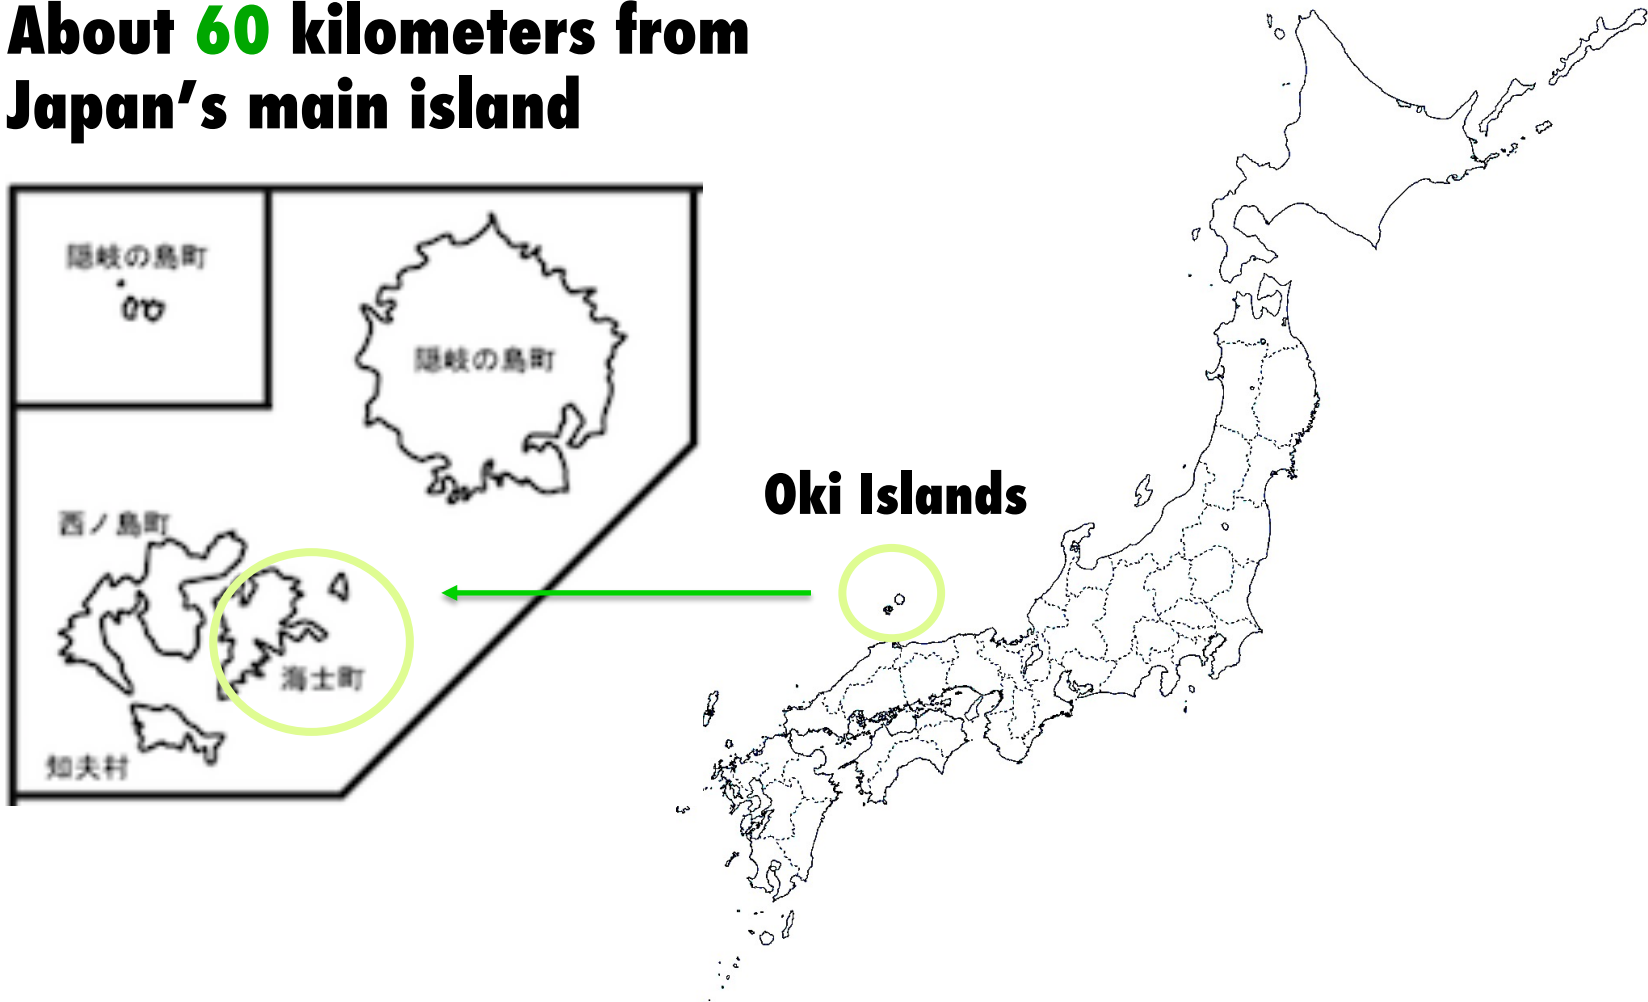 About 60 kilometers from
Japan's main island
隠岐の島町
隠岐の島町
西ノ島町
海士町
知夫村
Oki Islands